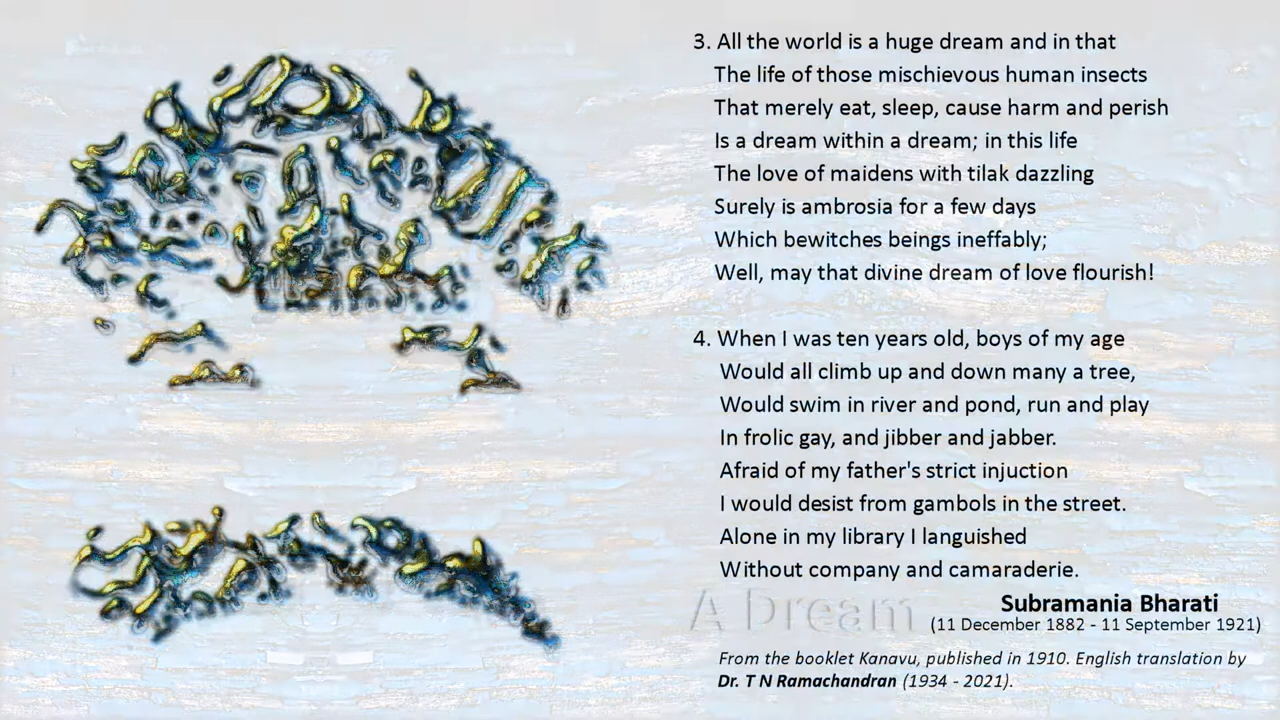 3. All the world is a huge dream and in that
The life of those mischievous human insects
That merely eat, sleep, cause harm and perish
Is a dream within a dream; in this life
The love of maidens with tilak dazzling
Surely is ambrosia for a few days
Which bewitches beings ineffably;
Well, may that divine dream of love flourish!
4. When I was ten years old, boys of my age
Would all climb up and down many a tree,
Would swim in river and pond, run and play
In frolic gay, and jibber and jabber.
Afraid of my father's strict injuction
I would desist from gambols in the street.
Alone in my library I languished
Without company and camaraderie.
A Dream
Subramania Bharati
(11 December 1882 - 11 September 1921)
From the booklet Kanavu, published in 1910. English translation by
Dr. T N Ramachandran (1934 - 2021).